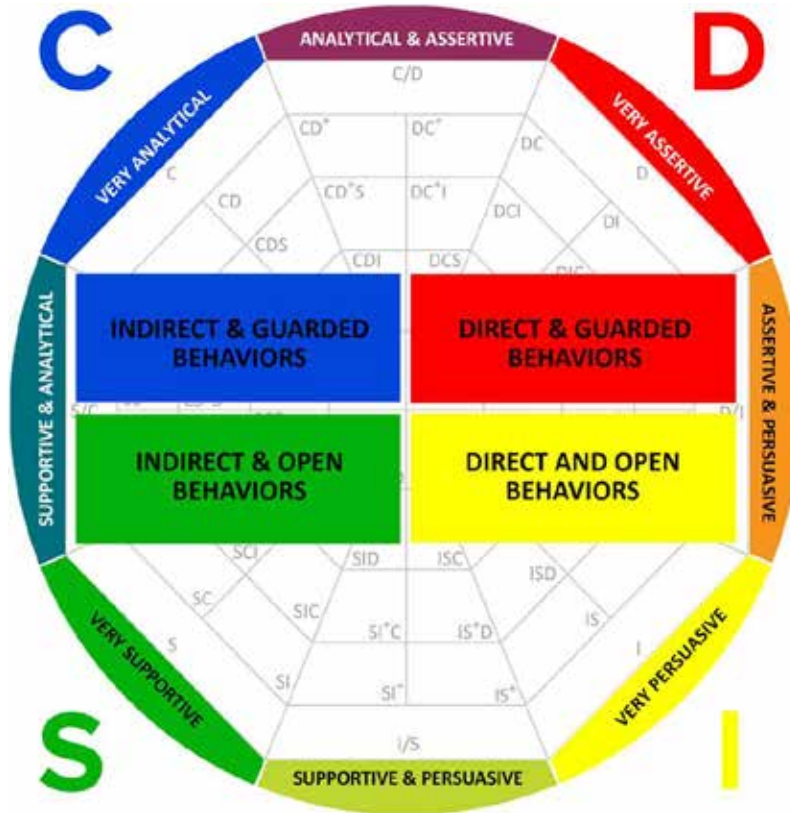 C
D
ANALYTICAL & ASSERTIVE
VERY ANALYTICAL
VERY ASSERTIVE
C/D
CD+
DC+
DC
C
D
CD
CD+S
DC+I
DCI
DI
CDS
CDI
DCS
SUPPORTIVE & ANALYTICAL
ASSERTIVE & PERSUASIVE
INDIRECT & GUARDED
BEHAVIORS
DIRECT & GUARDED
BEHAVIORS
S/C
D/I
INDIRECT & OPEN
BEHAVIORS
DIRECT AND OPEN
BEHAVIORS
SCI
SID
ISC
ISD
SC
SIC
IS
S
SI+C
IS+D
I
SI
SI+
IS+
VERY SUPPORTIVE
VERY PERSUASIVE
I/S
S
I
SUPPORTIVE & PERSUASIVE